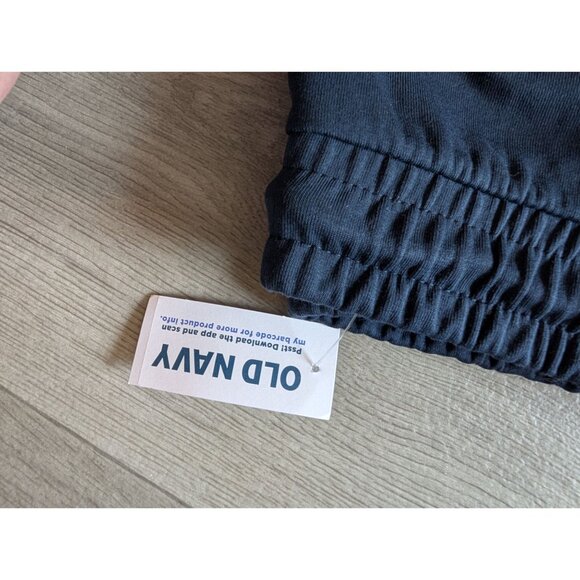 OLD NAVY
Psst! Download the app and scan
my barcode for more product info.